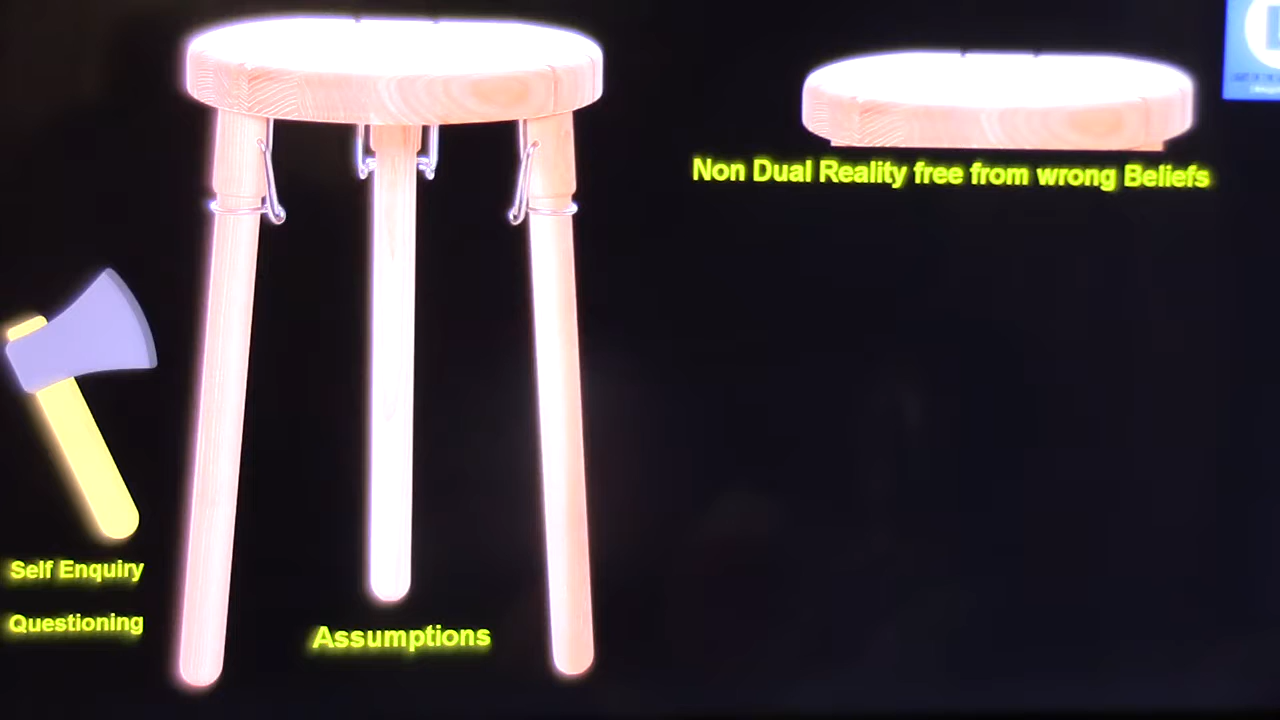 Non Dual Reality free from wrong Beliefs
Self Enquiry
Questioning
Assumptions